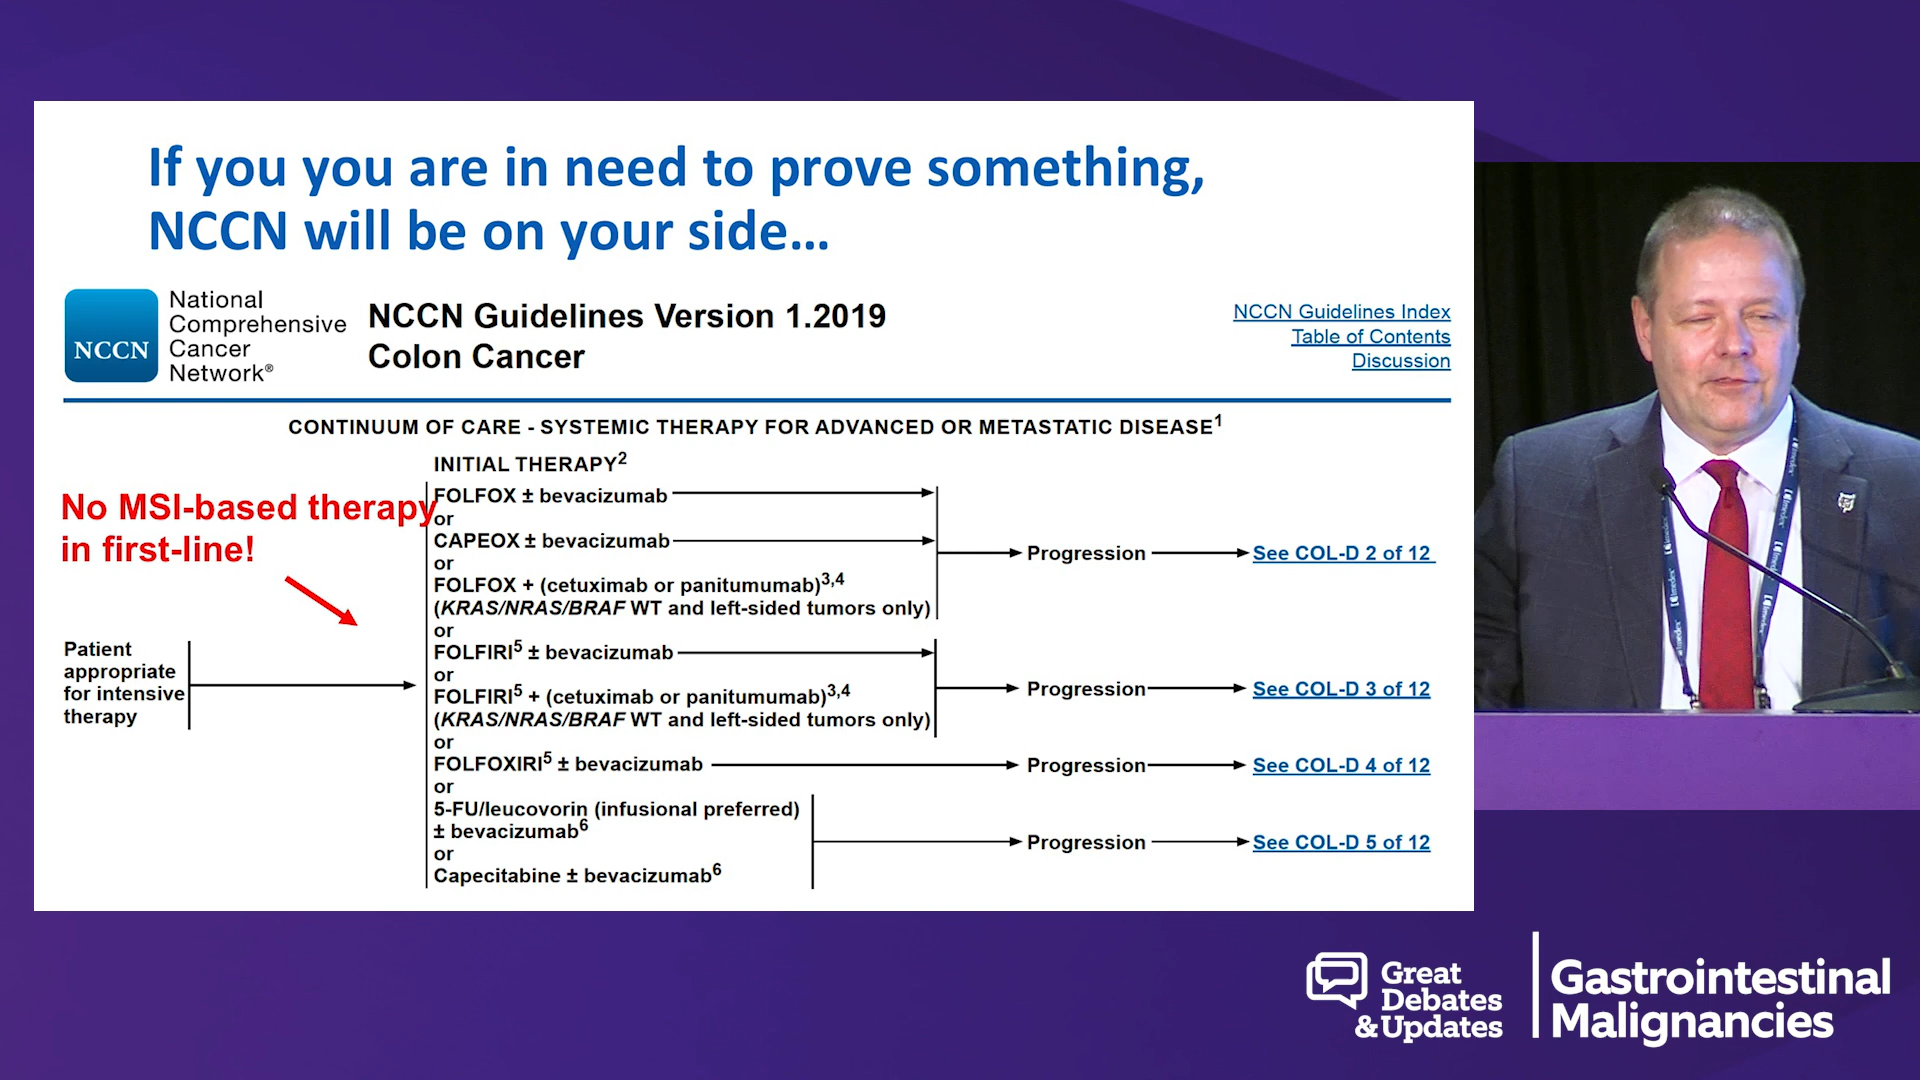 If you you are in need to prove something,
NCCN will be on your side...
NCCN
National
Comprehensive
Cancer
Network®
NCCN Guidelines Version 1.2019
Colon Cancer
NCCN Guidelines Index
Table of Contents
Discussion
CONTINUUM OF CARE - SYSTEMIC THERAPY FOR ADVANCED OR METASTATIC DISEASE1
No MSI-based therapy
in first-line!
Patient
appropriate
for intensive
therapy
INITIAL THERAPY2
FOLFOX ± bevacizumab
or
CAPEOX ± bevacizumab
or
FOLFOX + (cetuximab or panitumumab)3,4
(KRAS/NRAS/BRAF WT and left-sided tumors only)
Progression
See COL-D 2 of 12
or
FOLFIRI5 ± bevacizumab
or
FOLFIRI5 + (cetuximab or panitumumab)3,4
(KRAS/NRAS/BRAF WT and left-sided tumors only)
Progression
See COL-D 3 of 12
or
FOLFOXIRI5 ± bevacizumab
Progression
See COL-D 4 of 12
or
5-FU/leucovorin (infusional preferred)
± bevacizumab6
or
Capecitabine ± bevacizumab6
Progression
See COL-D 5 of 12
Imedex
Imedex
Imedex
Imedex
Great
Debates
& Updates
Gastrointestinal
Malignancies